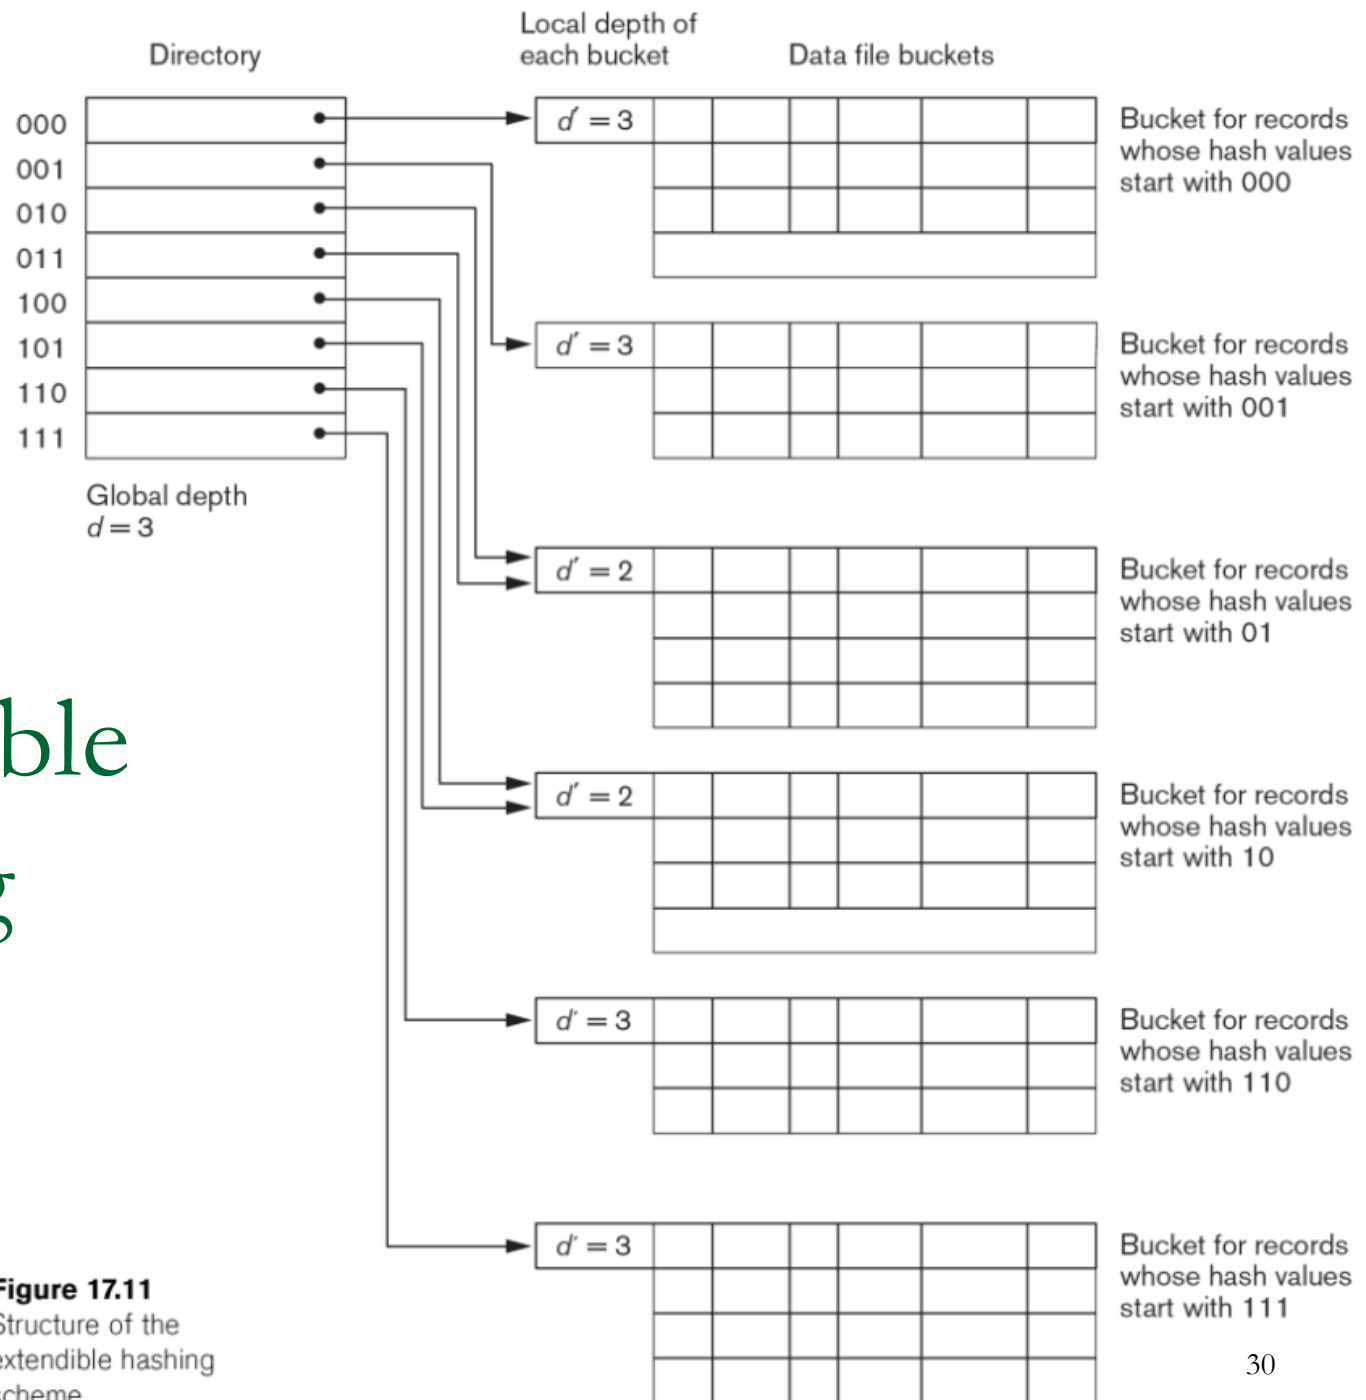 Directory
Local depth of
each bucket
Data file buckets
000
001
010
011
100
101
110
111
Global depth
d = 3
d′ = 3
Bucket for records
whose hash values
start with 000
d′ = 3
Bucket for records
whose hash values
start with 001
d′ = 2
Bucket for records
whose hash values
start with 01
d′ = 2
Bucket for records
whose hash values
start with 10
d′ = 3
Bucket for records
whose hash values
start with 110
d′ = 3
Bucket for records
whose hash values
start with 111
ble
g
Figure 17.11
Structure of the
extendible hashing
scheme
30